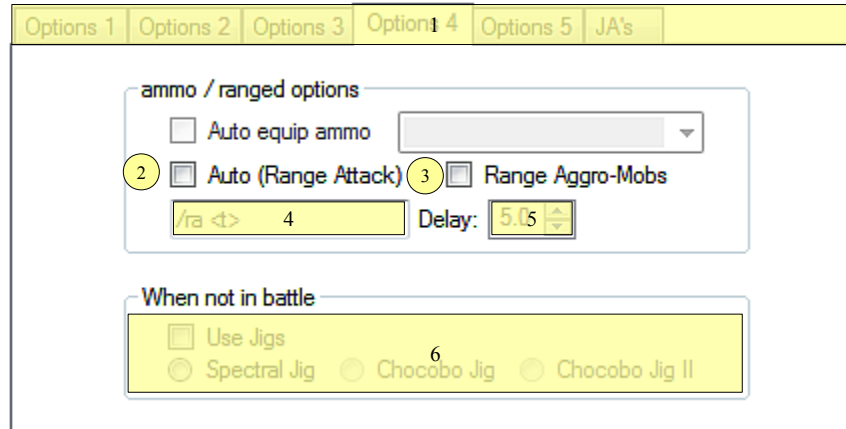 Options 1 Options 2 Options 3 Options 4 Options 5 JA's
1
ammo / ranged options
Auto equip ammo
2 Auto (Range Attack) 3 Range Aggro-Mobs
/ra <t> 4 Delay: 5.0 5
When not in battle
Use Jigs
6
Spectral Jig Chocobo Jig Chocobo Jig II